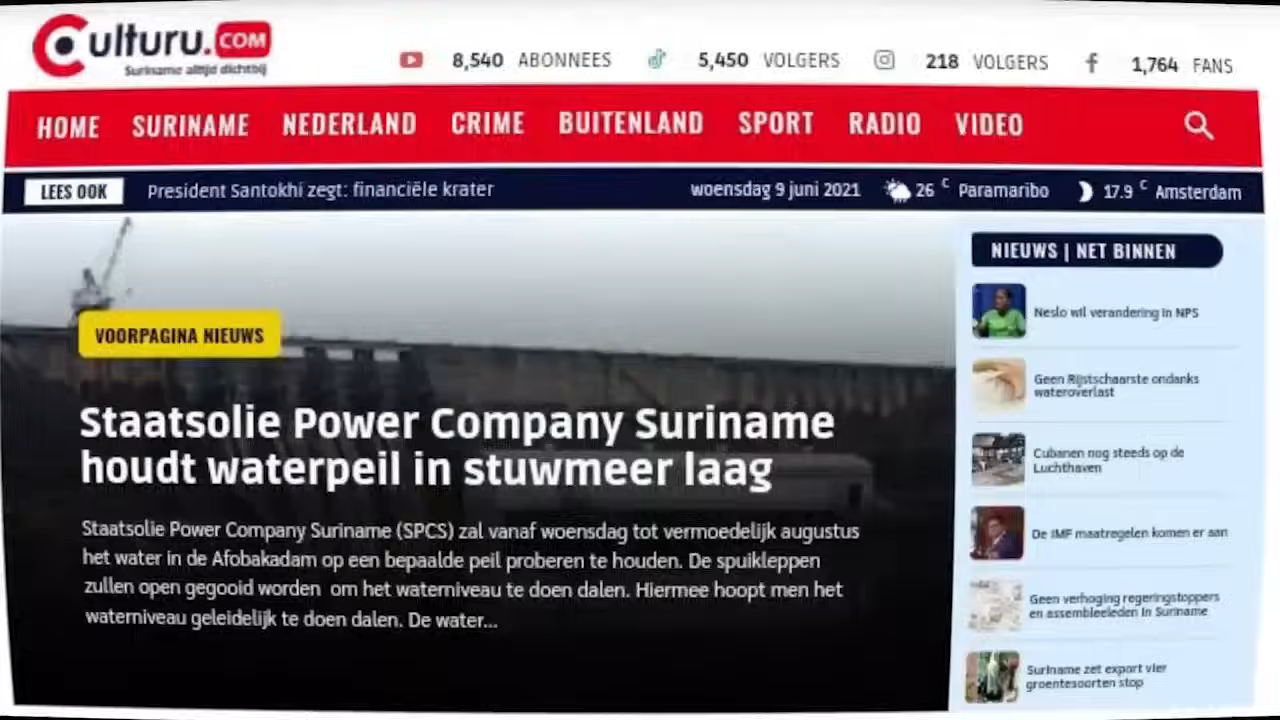 Culturu.COM
Suriname altijd dichtbij
8,540 ABONNEES 5,450 VOLGERS 218 VOLGERS 1,764 FANS
HOME SURINAME NEDERLAND CRIME BUITENLAND SPORT RADIO VIDEO
LEES OOK President Santokhi zegt: financiële krater woensdag 9 juni 2021 26 C Paramaribo 17.9 C Amsterdam
VOORPAGINA NIEUWS
Staatsolie Power Company Suriname
houdt waterpeil in stuwmeer laag
Staatsolie Power Company Suriname (SPCS) zal vanaf woensdag tot vermoedelijk augustus
het water in de Afobakadam op een bepaalde peil proberen te houden. De spuikleppen
zullen open gegooid worden om het waterniveau te doen dalen. Hiermee hoopt men het
waterniveau geleidelijk te doen dalen. De water...
NIEUWS | NET BINNEN
Neslo wil verandering in NPS
Geen Rijstschaarste ondanks
wateroverlast
Cubanen nog steeds op de
Luchthaven
De IMF maatregelen komen er aan
Geen verhoging regeringstoppers
en assembleeleden in Suriname
Suriname zet export vier
groentesoorten stop